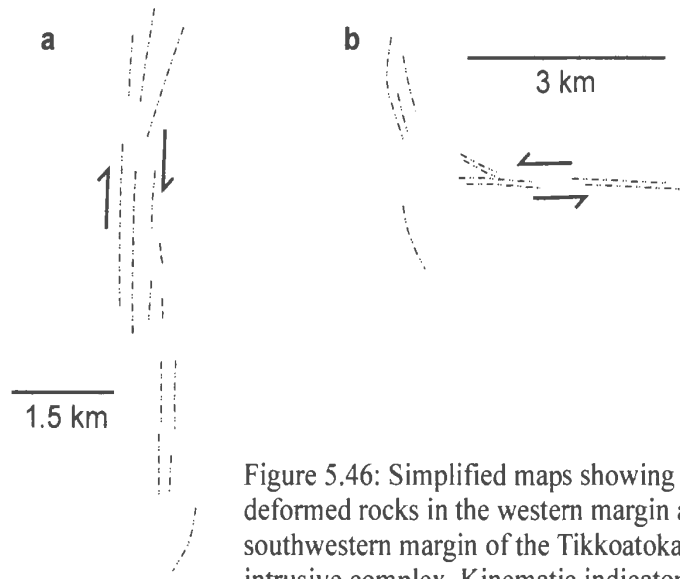 a
b
3 km
1.5 km
Figure 5.46: Simplified maps showing
deformed rocks in the western margin a
southwestern margin of the Tikkoatoka
intrusive complex. Kinematic indicator